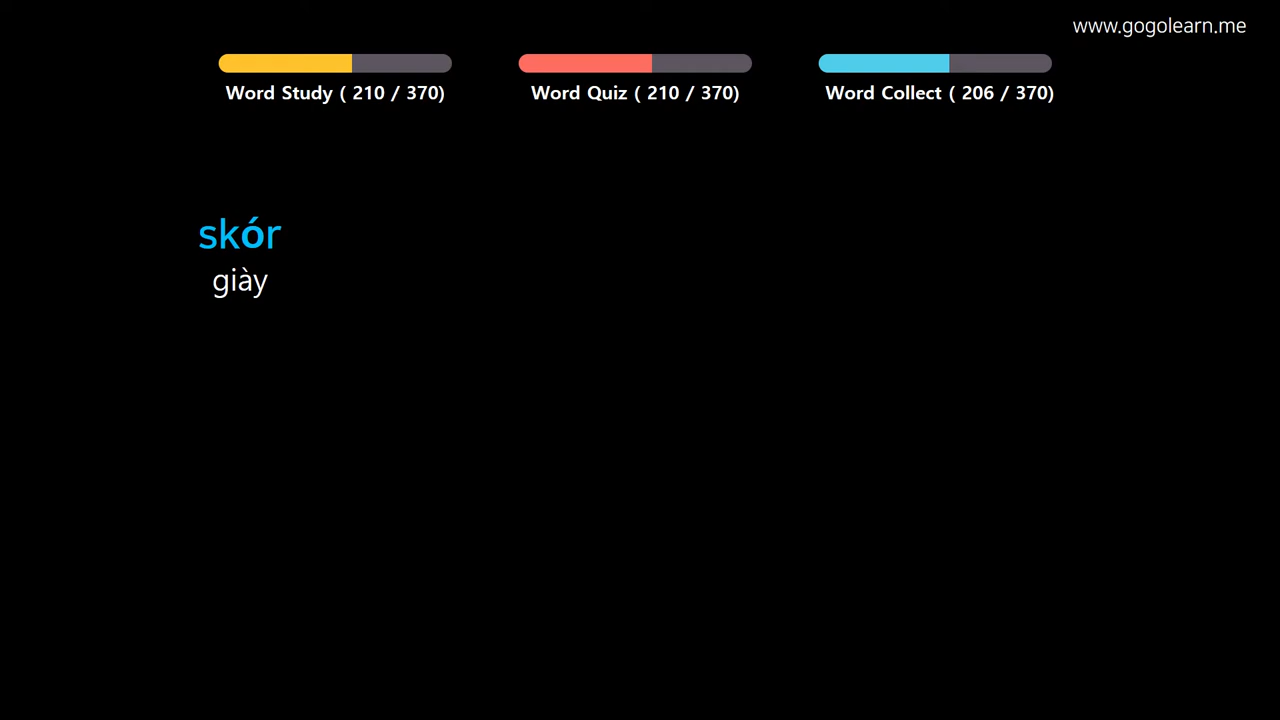 www.gogolearn.me
Word Study ( 210 / 370)
Word Quiz ( 210 / 370)
Word Collect ( 206 / 370)
skór
giày